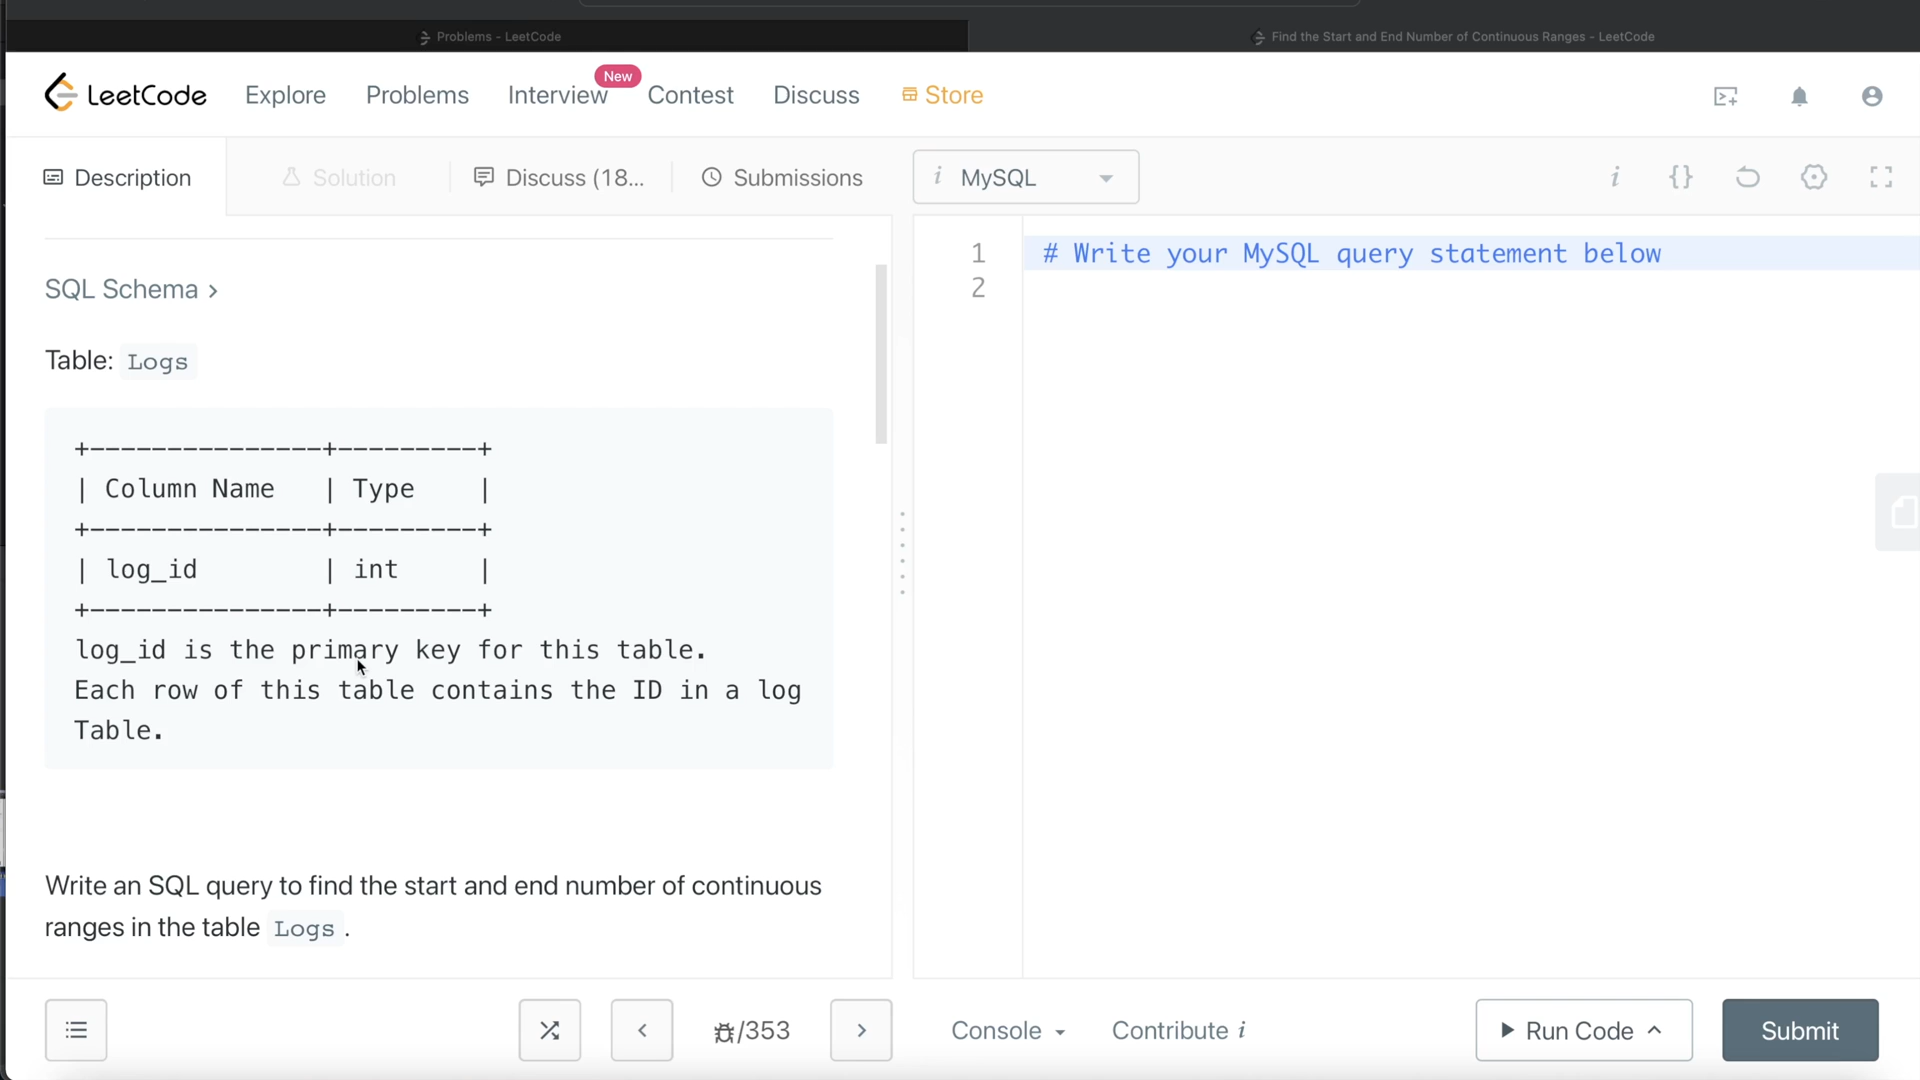 Problems - LeetCode
Find the Start and End Number of Continuous Ranges - LeetCode
LeetCode Explore Problems Interview New Contest Discuss Store
Description Solution Discuss (18... Submissions
i MySQL
i {}
SQL Schema >
Table: Logs
+---------------+---------+
| Column Name   | Type    |
+---------------+---------+
| log_id        | int     |
+---------------+---------+
log_id is the primary key for this table.
Each row of this table contains the ID in a log
Table.
Write an SQL query to find the start and end number of continuous
ranges in the table Logs .
1 # Write your MySQL query statement below
2
/353
Console
Contribute i
Run Code
Submit